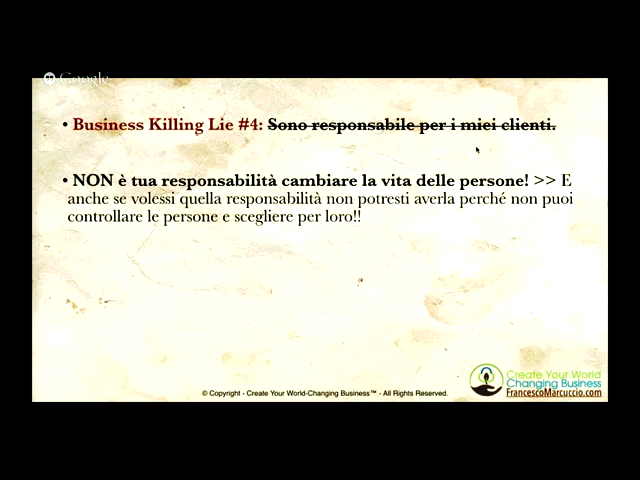 Google
• Business Killing Lie #4: Sono responsabile per i miei clienti.
• NON è tua responsabilità cambiare la vita delle persone! >> E
anche se volessi quella responsabilità non potresti averla perché non puoi
controllare le persone e scegliere per loro!!
Create Your World
Changing Business
FrancescoMarcuccio.com
© Copyright - Create Your World-Changing Business™ - All Rights Reserved.